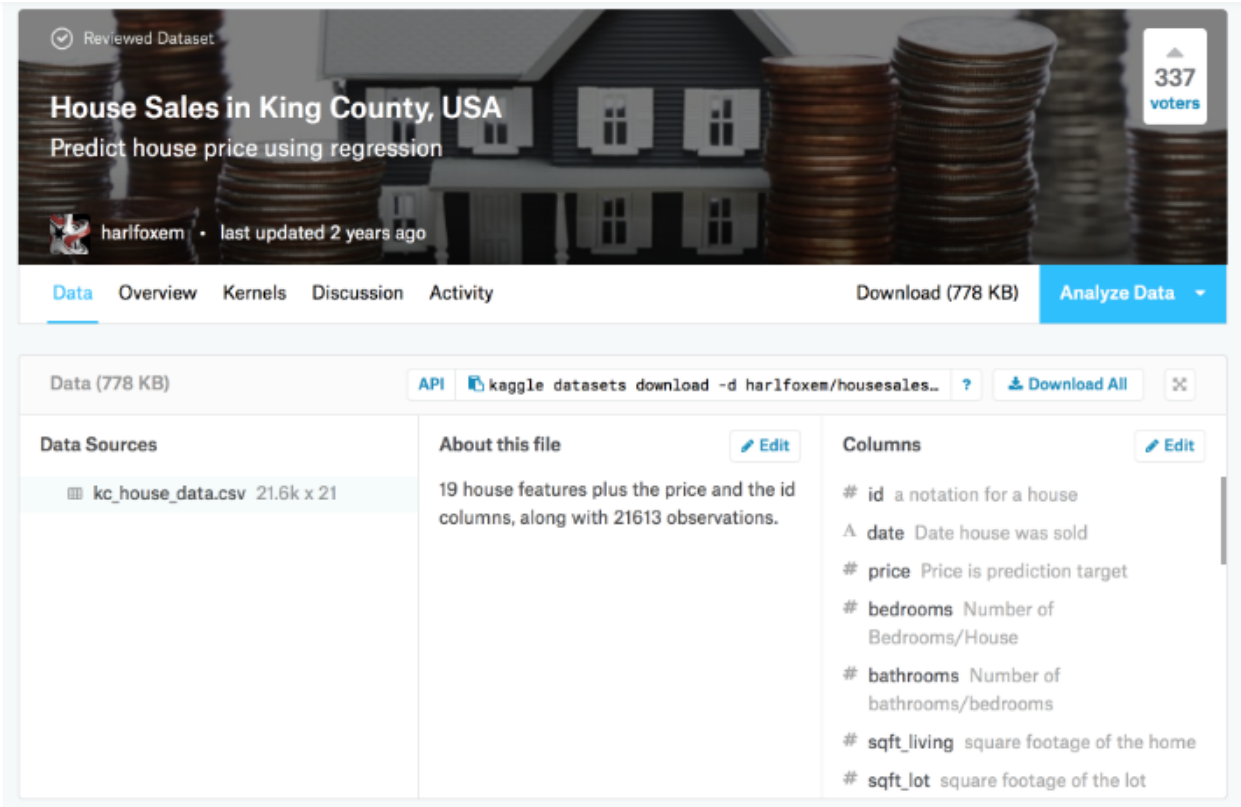 Reviewed Dataset
337
voters
House Sales in King County, USA
Predict house price using regression
harlfoxem • last updated 2 years ago
Data Overview Kernels Discussion Activity Download (778 KB) Analyze Data
Data (778 KB) API kaggle datasets download -d harlfoxem/housesales… ? Download All
Data Sources
kc_house_data.csv 21.6k x 21
About this file Edit
19 house features plus the price and the id
columns, along with 21613 observations.
Columns Edit
# id a notation for a house
A date Date house was sold
# price Price is prediction target
# bedrooms Number of
Bedrooms/House
# bathrooms Number of
bathrooms/bedrooms
# sqft_living square footage of the home
# sqft_lot square footage of the lot